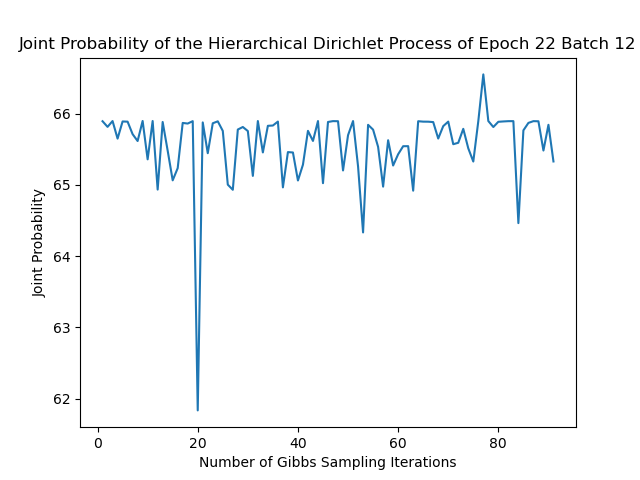 Joint Probability of the Hierarchical Dirichlet Process of Epoch 22 Batch 12
66
65
64
63
62
Joint Probability
0 20 40 60 80
Number of Gibbs Sampling Iterations